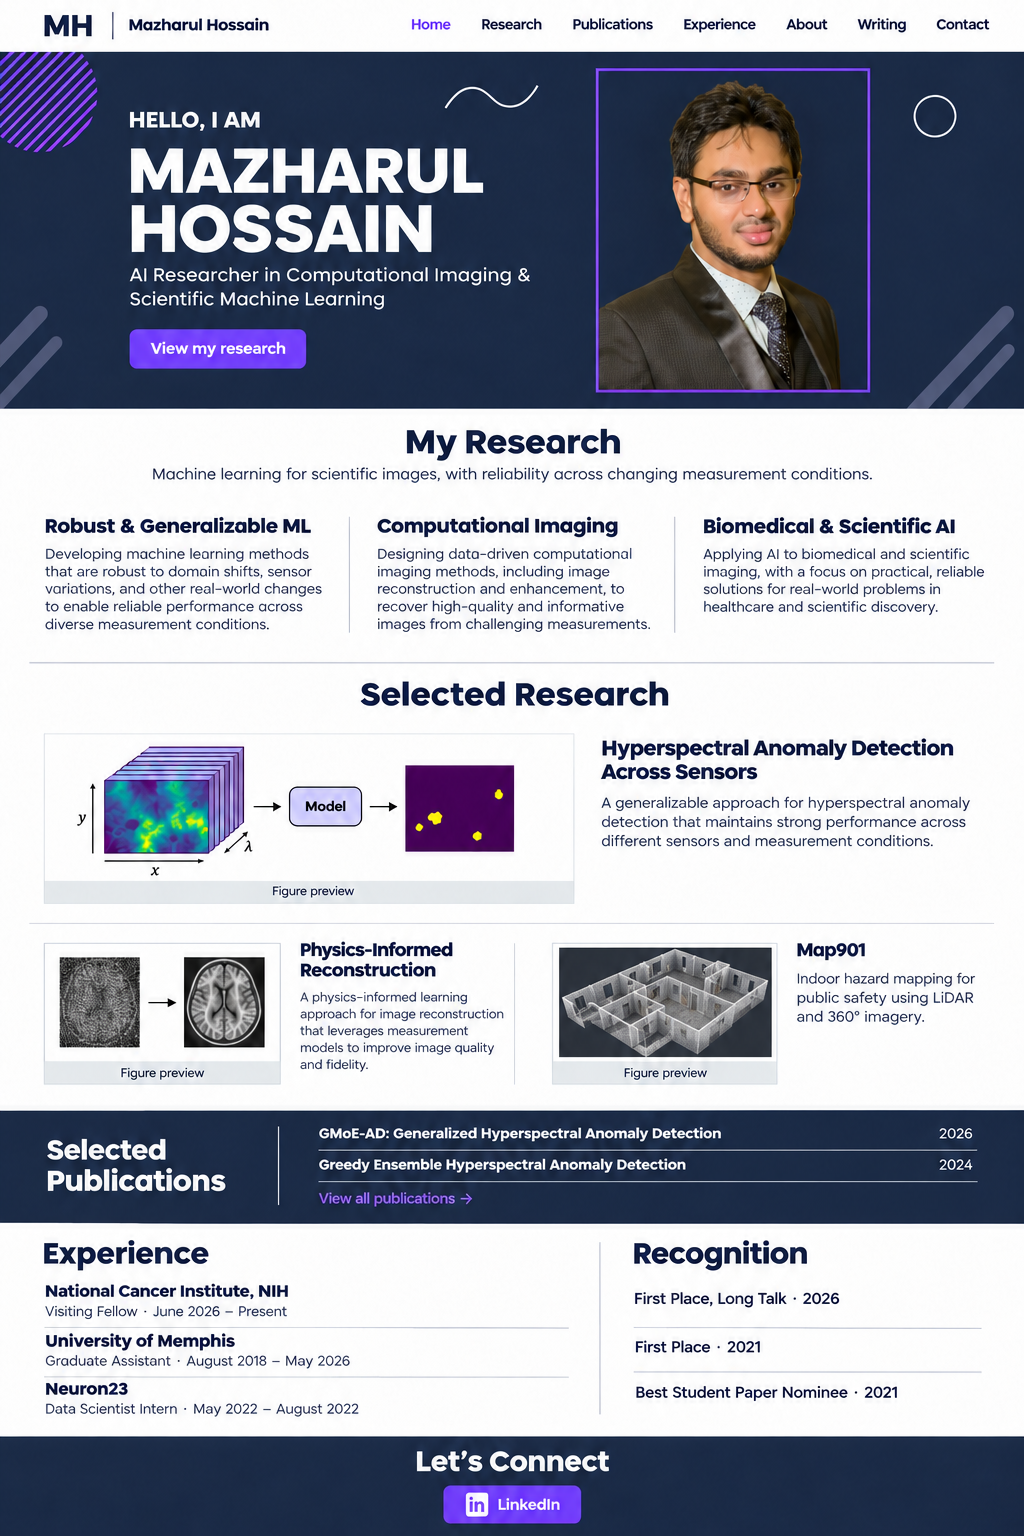 MH
Mazharul Hossain
Home
Research
Publications
Experience
About
Writing
Contact
HELLO, I AM
MAZHARUL
HOSSAIN
AI Researcher in Computational Imaging &
Scientific Machine Learning
View my research
My Research
Machine learning for scientific images, with reliability across changing measurement conditions.
Robust & Generalizable ML
Developing machine learning methods
that are robust to domain shifts, sensor
variations, and other real-world changes
to enable reliable performance across
diverse measurement conditions.
Computational Imaging
Designing data-driven computational
imaging methods, including image
reconstruction and enhancement, to
recover high-quality and informative
images from challenging measurements.
Biomedical & Scientific AI
Applying AI to biomedical and scientific
imaging, with a focus on practical, reliable
solutions for real-world problems in
healthcare and scientific discovery.
Selected Research
y
x
λ
Model
Figure preview
Hyperspectral Anomaly Detection
Across Sensors
A generalizable approach for hyperspectral anomaly
detection that maintains strong performance across
different sensors and measurement conditions.
Figure preview
Physics-Informed
Reconstruction
A physics-informed learning
approach for image reconstruction
that leverages measurement
models to improve image quality
and fidelity.
Figure preview
Map901
Indoor hazard mapping for
public safety using LiDAR
and 360° imagery.
Selected
Publications
GMoE-AD: Generalized Hyperspectral Anomaly Detection 2026
Greedy Ensemble Hyperspectral Anomaly Detection 2024
View all publications →
Experience
National Cancer Institute, NIH
Visiting Fellow · June 2026 – Present
University of Memphis
Graduate Assistant · August 2018 – May 2026
Neuron23
Data Scientist Intern · May 2022 – August 2022
Recognition
First Place, Long Talk · 2026
First Place · 2021
Best Student Paper Nominee · 2021
Let's Connect
in LinkedIn